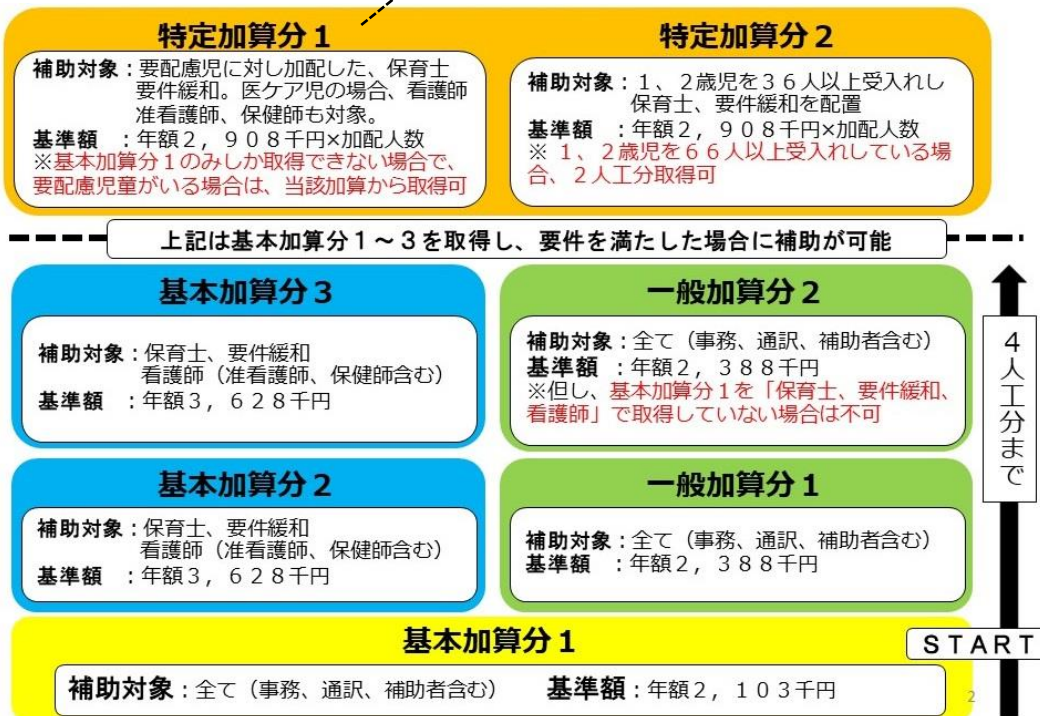 特定加算分１
補助対象：要配慮児に対し加配した、保育士
要件緩和。医ケア児の場合、看護師
准看護師、保健師も対象。
基準額　：年額２，９０８千円×加配人数
※基本加算分１のみしか取得できない場合で、
要配慮児童がいる場合は、当該加算から取得可
特定加算分２
補助対象：１、２歳児を３６人以上受入れし
保育士、要件緩和を配置
基準額　：年額２，９０８千円×加配人数
※ １、２歳児を６６人以上受入れしている場
合、２人工分取得可
上記は基本加算分１～３を取得し、要件を満たした場合に補助が可能
基本加算分３
補助対象：保育士、要件緩和
看護師（准看護師、保健師含む）
基準額　：年額３，６２８千円
一般加算分２
補助対象：全て（事務、通訳、補助者含む）
基準額　：年額２，３８８千円
※但し、基本加算分１を「保育士、要件緩和、
看護師」で取得していない場合は不可
４人工分まで
基本加算分２
補助対象：保育士、要件緩和
看護師（准看護師、保健師含む）
基準額　：年額３，６２８千円
一般加算分１
補助対象：全て（事務、通訳、補助者含む）
基準額　：年額２，３８８千円
基本加算分１
ＳＴＡＲＴ
補助対象：全て（事務、通訳、補助者含む）　基準額：年額２，１０３千円
2